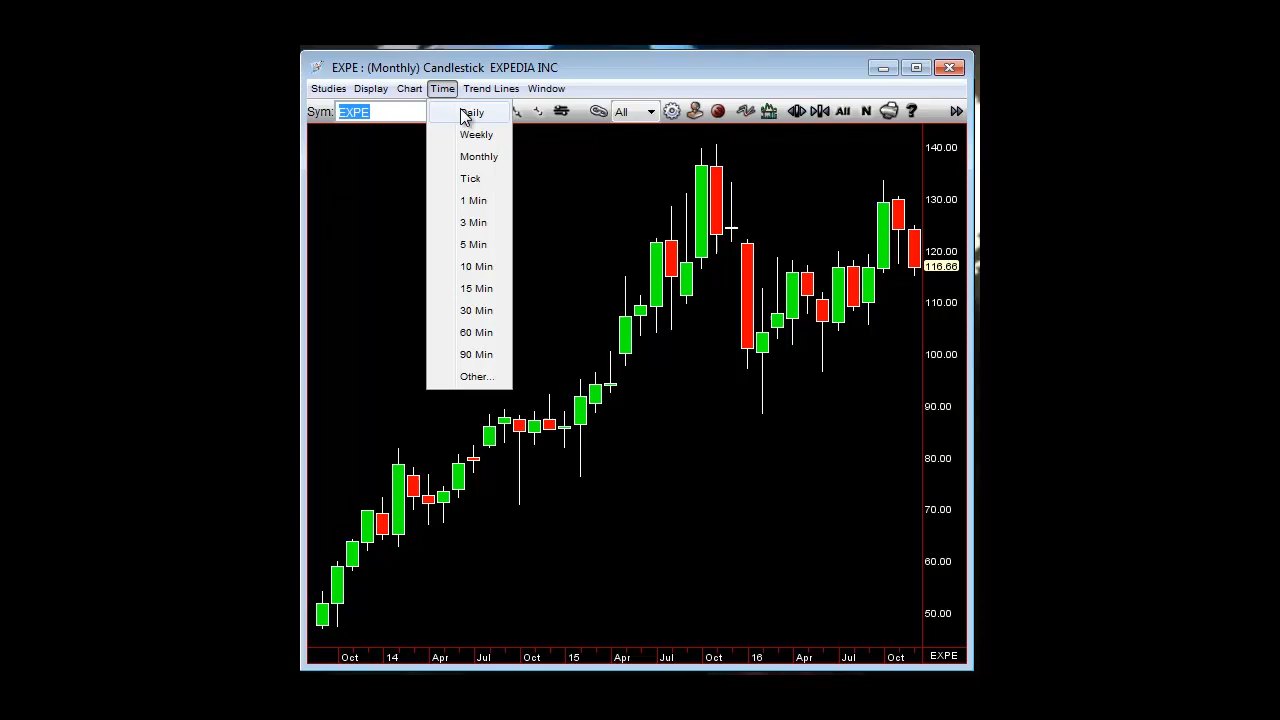 EXPE : (Monthly) Candlestick EXPEDIA INC
Studies Display Chart Time Trend Lines Window
Sym: EXPE All All N ?
Daily
Weekly
Monthly
Tick
1 Min
3 Min
5 Min
10 Min
15 Min
30 Min
60 Min
90 Min
Other...
140.00
130.00
120.00
116.66
110.00
100.00
90.00
80.00
70.00
60.00
50.00
Oct 14 Apr Jul Oct 15 Apr Jul Oct 16 Apr Jul Oct EXPE